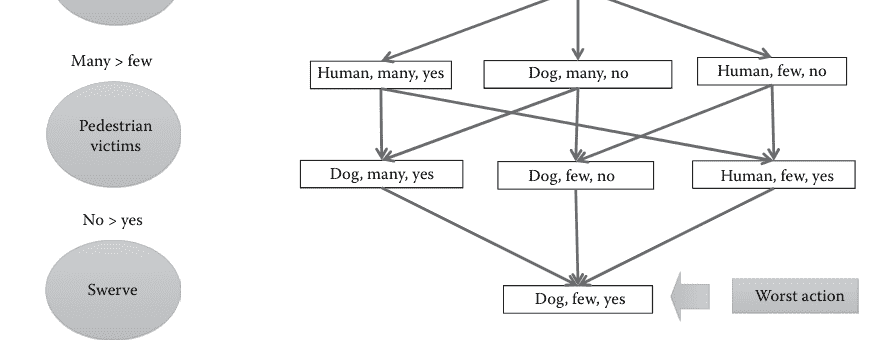 Many > few
Human, many, yes
Dog, many, no
Human, few, no
Pedestrian
victims
Dog, many, yes
Dog, few, no
Human, few, yes
No > yes
Swerve
Dog, few, yes
Worst action